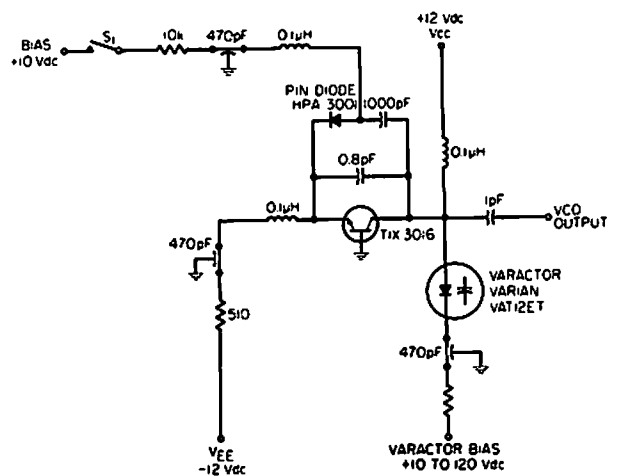 BIAS
+10 Vdc
S1
10k
470pF
0.1µH
+12 Vdc
VCC
PIN DIODE
HPA 3001
1000pF
0.8pF
0.1µH
0.1µH
1pF
VCO
OUTPUT
TIX 3016
470pF
510
VARACTOR
VARIAN
VAT12ET
470pF
VEE
-12 Vdc
VARACTOR BIAS
+10 TO 120 Vdc